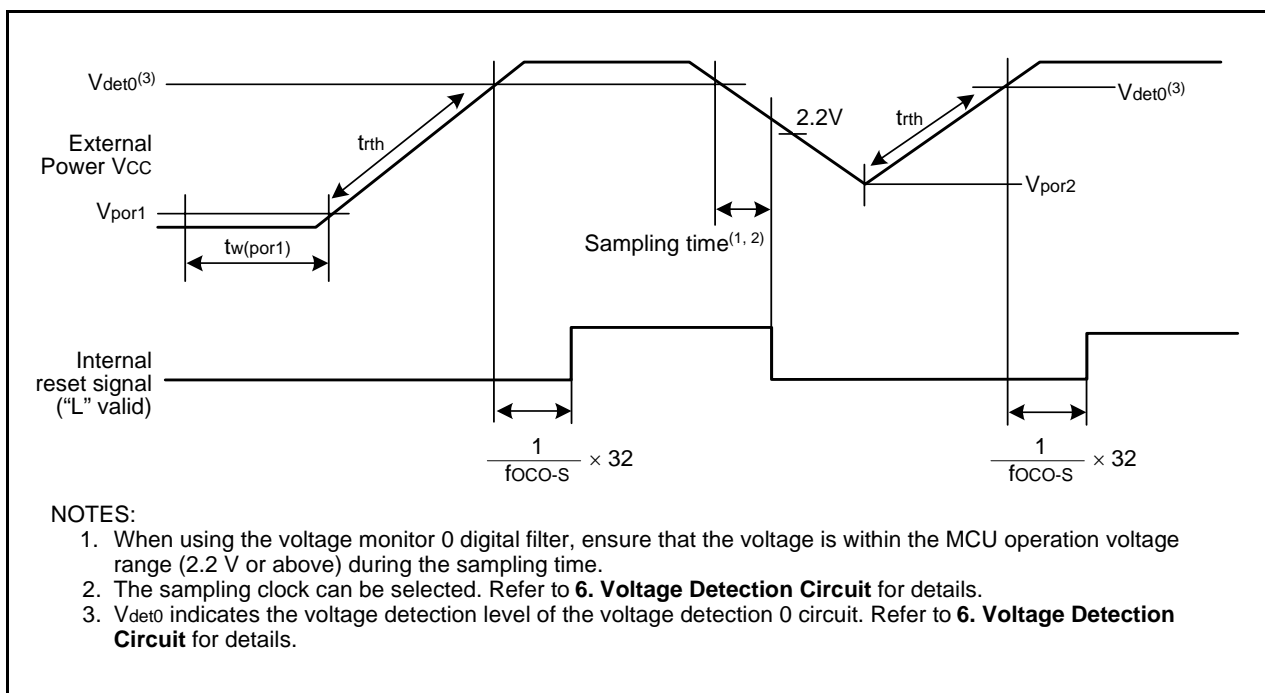 Vdet0(3)
2.2V
Vdet0(3)
trth
trth
External
Power VCC
Vpor2
Vpor1
Sampling time(1, 2)
tw(por1)
Internal
reset signal
(“L” valid)
1
fOCO-S
× 32
1
fOCO-S
× 32
NOTES:
1. When using the voltage monitor 0 digital filter, ensure that the voltage is within the MCU operation voltage
range (2.2 V or above) during the sampling time.
2. The sampling clock can be selected. Refer to 6. Voltage Detection Circuit for details.
3. Vdet0 indicates the voltage detection level of the voltage detection 0 circuit. Refer to 6. Voltage Detection
Circuit for details.